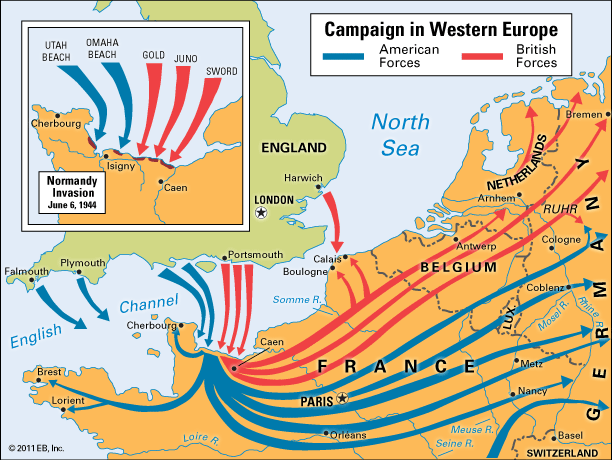 Campaign in Western Europe
American
Forces
British
Forces
UTAH
BEACH
OMAHA
BEACH
GOLD
JUNO
SWORD
Cherbourg
Isigny
Caen
Normandy
Invasion
June 6, 1944
North
Sea
ENGLAND
Harwich
LONDON
Portsmouth
Plymouth
Falmouth
English
Channel
Calais
Boulogne
Somme R.
Cherbourg
Caen
Brest
Lorient
Loire R.
FRANCE
PARIS
Orléans
Meuse R.
Seine R.
NETHERLANDS
Arnhem
Antwerp
BELGIUM
LUX.
Bremen
RUHR
Cologne
Coblenz
Mosel R.
Rhine R.
Metz
Nancy
GERMANY
Basel
SWITZERLAND
© 2011 EB, Inc.